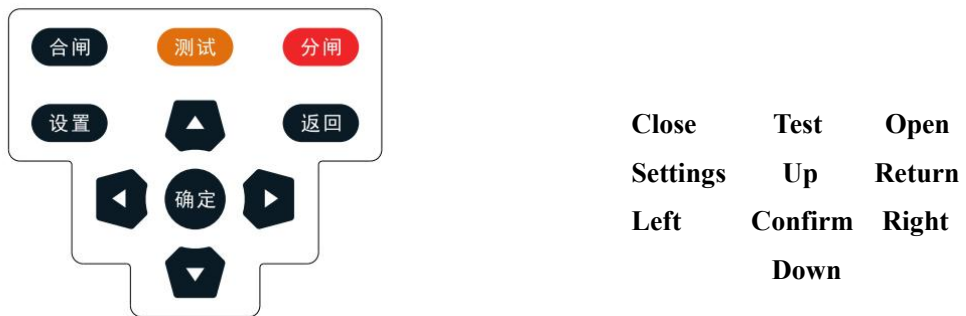 合闸 测试 分闸
设置 返回
确定
Close Test Open
Settings Up Return
Left Confirm Right
Down